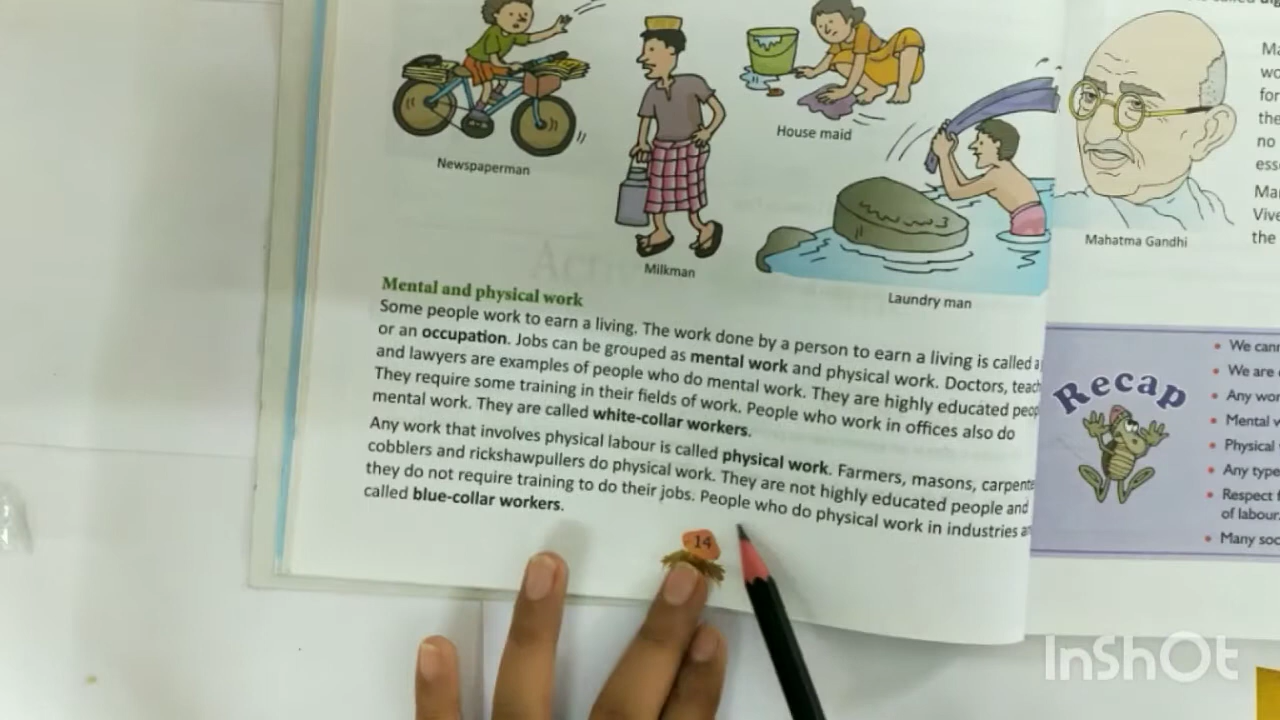 Newspaperman
Milkman
House maid
Laundry man
Mental and physical work
Some people work to earn a living. The work done by a person to earn a living is called a
or an occupation. Jobs can be grouped as mental work and physical work. Doctors, teach
and lawyers are examples of people who do mental work. They are highly educated peop
They require some training in their fields of work. People who work in offices also do
mental work. They are called white-collar workers.
Any work that involves physical labour is called physical work. Farmers, masons, carpente
cobblers and rickshawpullers do physical work. They are not highly educated people and
they do not require training to do their jobs. People who do physical work in industries a
called blue-collar workers.
14
Mahatma Gandhi
Ma
wo
for
the
no
ess
Mar
Vive
the
Recap
• We cann
• We are
• Any wor
• Mental w
• Physical
• Any type
• Respect f
of labour,
• Many soc
InShOt